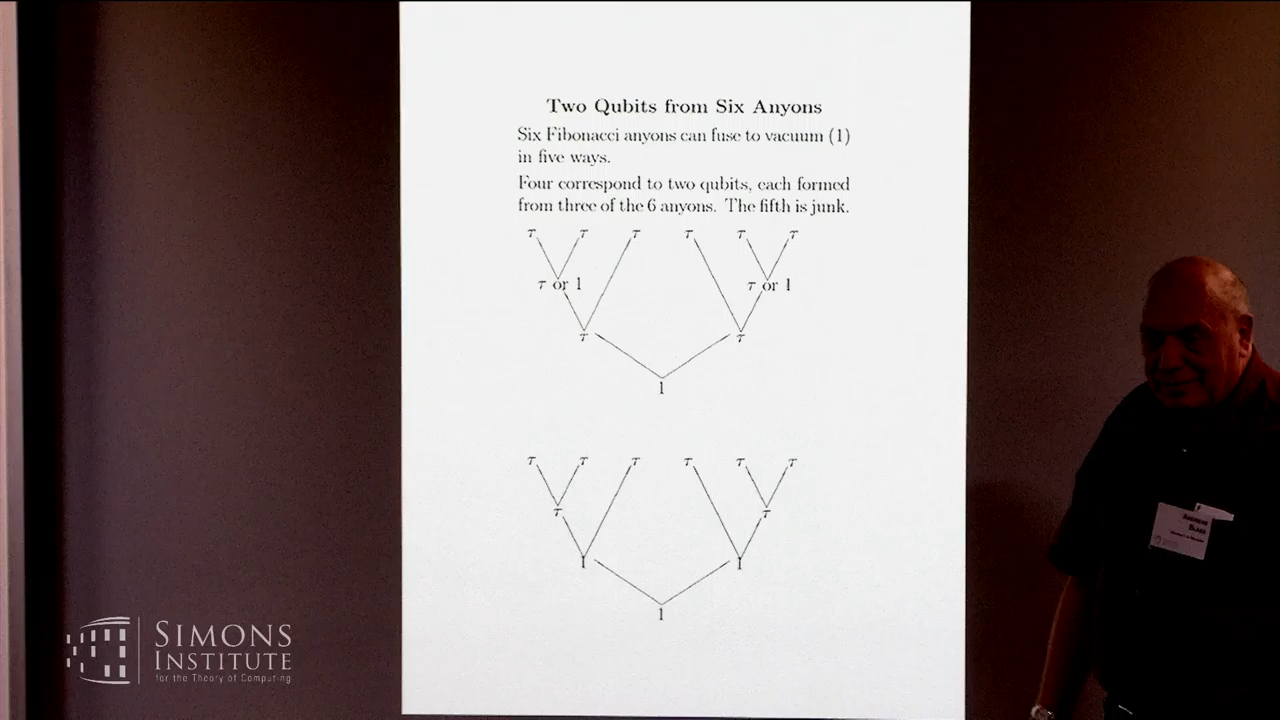 Two Qubits from Six Anyons
Six Fibonacci anyons can fuse to vacuum (1)
in five ways.
Four correspond to two qubits, each formed
from three of the 6 anyons. The fifth is junk.
τ τ τ τ τ τ
τ or 1 τ or 1
τ τ
1
τ τ τ τ τ τ
τ τ
1 1
1
ANDREAS
BLASS
SIMONS
INSTITUTE
for the Theory of Computing